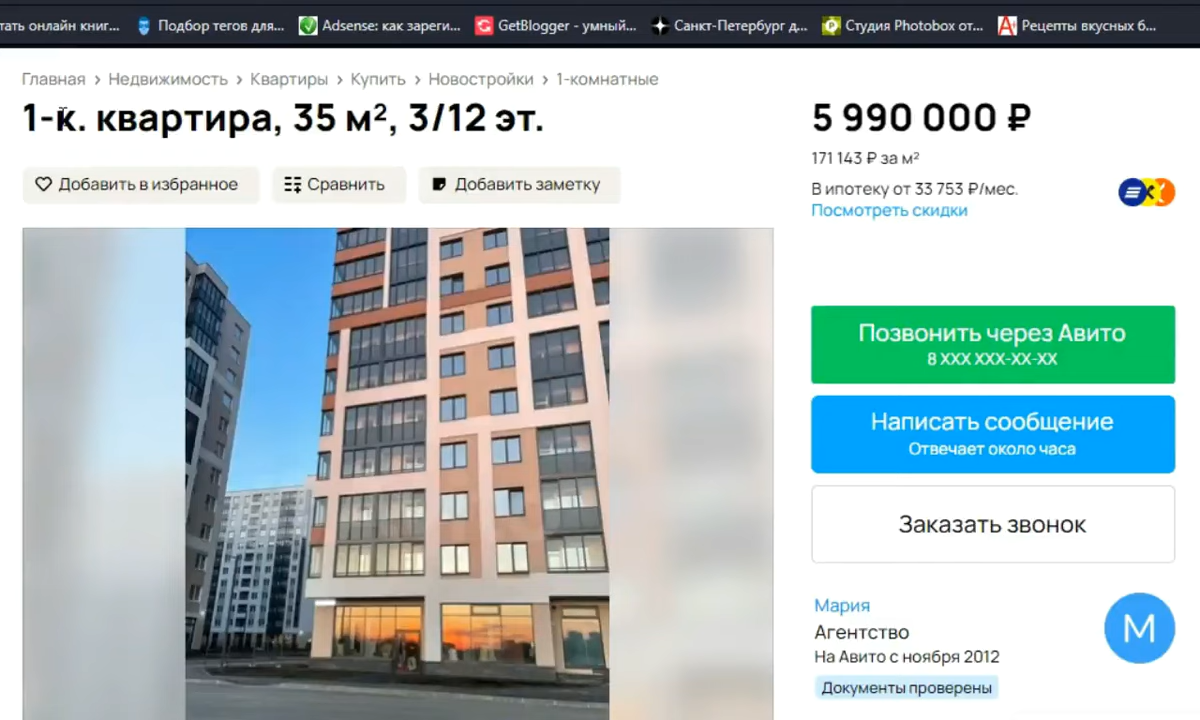 тать онлайн книг... Подбор тегов для... Adsense: как зареги... GetBlogger - умный... Санкт-Петербург д... Студия Photobox от... Рецепты вкусных б...
Главная > Недвижимость > Квартиры > Купить > Новостройки > 1-комнатные
1-к. квартира, 35 м², 3/12 эт.
Добавить в избранное Сравнить Добавить заметку
5 990 000 ₽
171 143 ₽ за м²
В ипотеку от 33 753 ₽/мес.
Посмотреть скидки
Позвонить через Авито
8 XXX XXX-XX-XX
Написать сообщение
Отвечает около часа
Заказать звонок
Мария
Агентство
На Авито с ноября 2012
Документы проверены
М